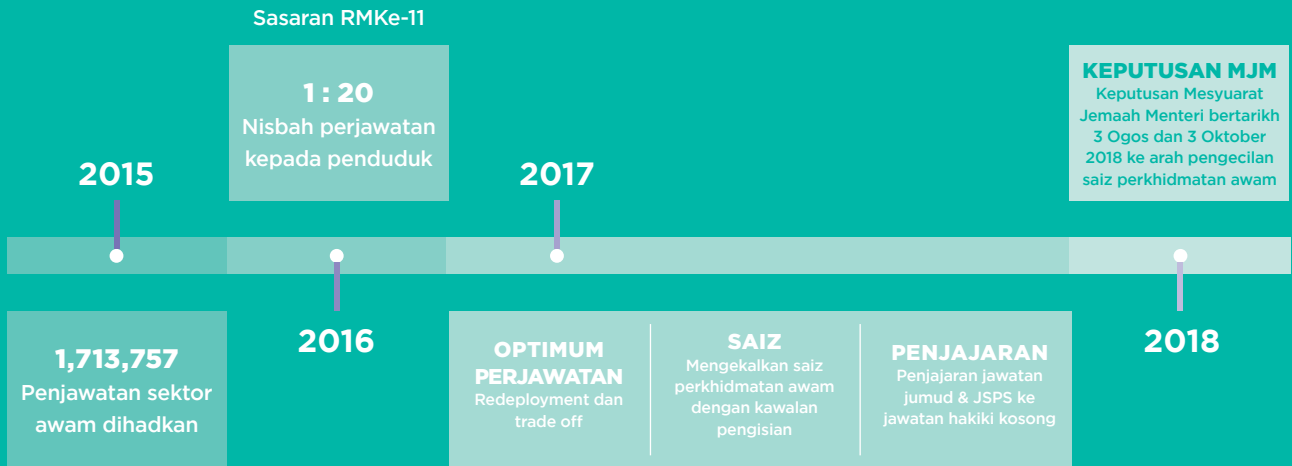 2015
1,713,757
Penjawatan sektor
awam dihadkan
Sasaran RMKe-11
1 : 20
Nisbah perjawatan
kepada penduduk
2016
2017
OPTIMUM
PERJAWATAN
Redeployment dan
trade off
SAIZ
Mengekalkan saiz
perkhidmatan awam
dengan kawalan
pengisian
PENJAJARAN
Penjajaran jawatan
jumud & JSPS ke
jawatan hakiki kosong
KEPUTUSAN MJM
Keputusan Mesyuarat
Jemaah Menteri bertarikh
3 Ogos dan 3 Oktober
2018 ke arah pengecilan
saiz perkhidmatan awam
2018